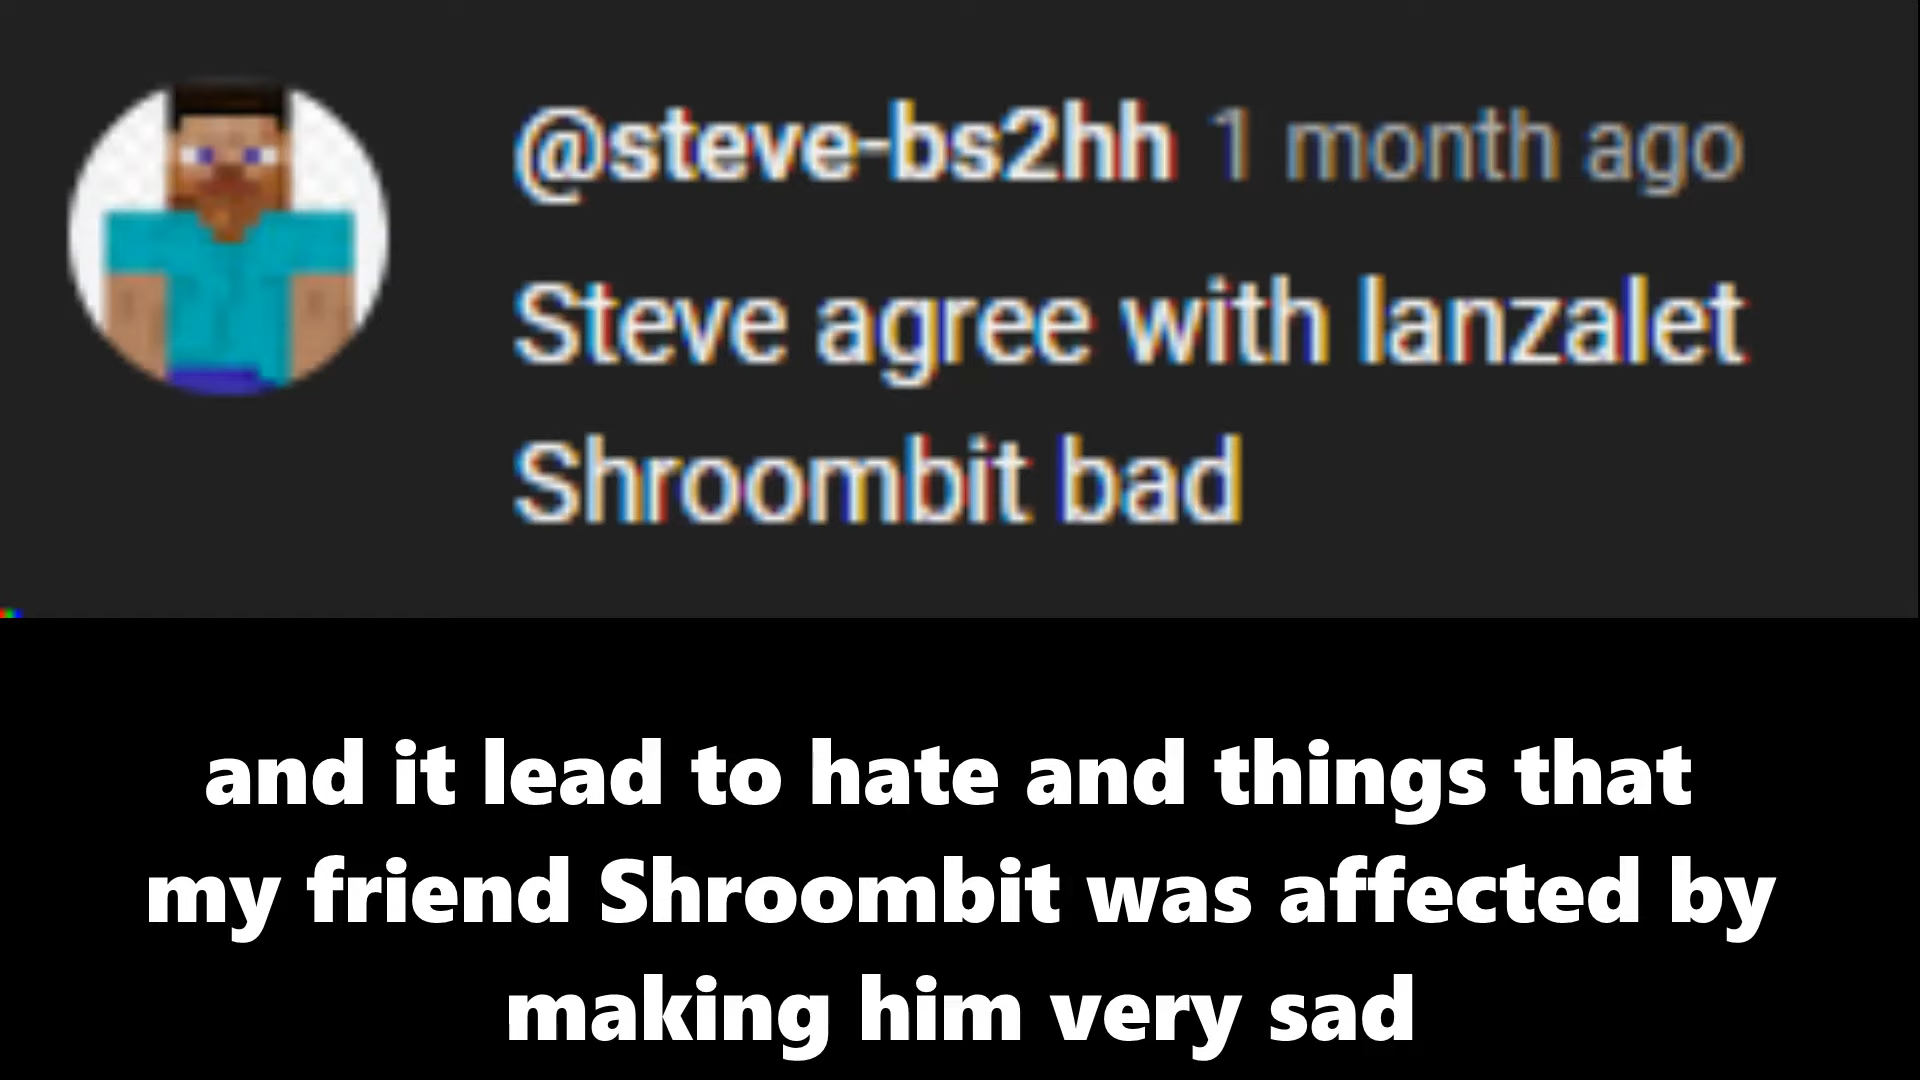 @steve-bs2hh 1 month ago
Steve agree with lanzalet
Shroombit bad
and it lead to hate and things that
my friend Shroombit was affected by
making him very sad